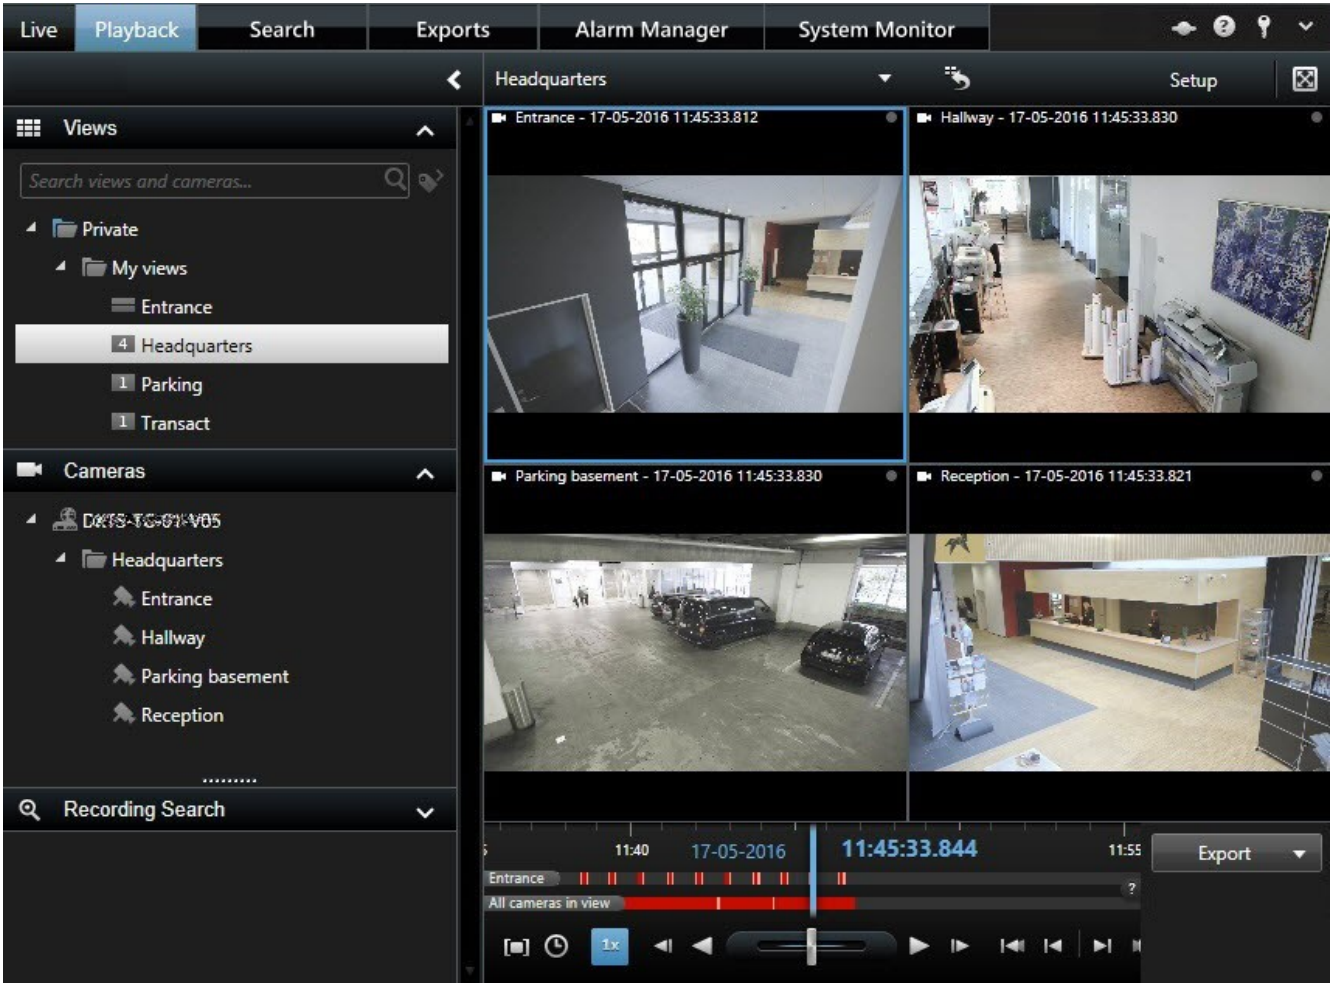 Live Playback Search Exports Alarm Manager System Monitor ?
Headquarters Setup
Views
Search views and cameras...
Private
My views
Entrance
4 Headquarters
1 Parking
1 Transact
Cameras
Headquarters
Entrance
Hallway
Parking basement
Reception
Recording Search
Entrance - 17-05-2016 11:45:33.812
Hallway - 17-05-2016 11:45:33.830
Parking basement - 17-05-2016 11:45:33.830
Reception - 17-05-2016 11:45:33.821
11:40 17-05-2016 11:45:33.844 11:55
Entrance
?
All cameras in view
1x
Export